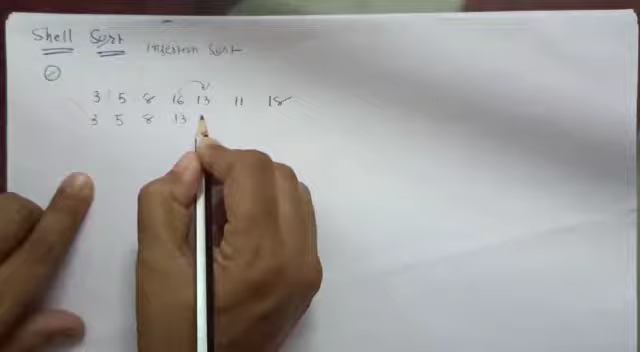 Shell Sort Insertion Sort
3 5 8 16 13 11 18
3 5 8 13